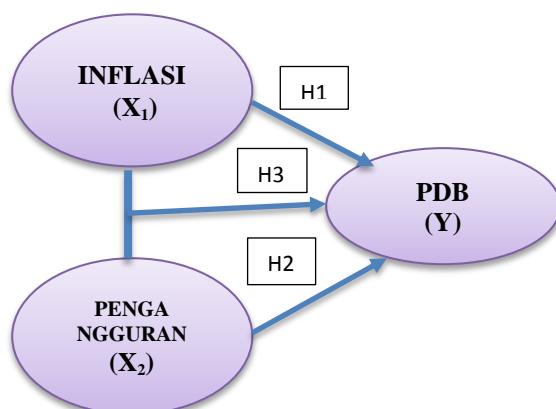 INFLASI
(X₁)
H1
H3
PDB
(Y)
H2
PENGA
NGGURAN
(X₂)